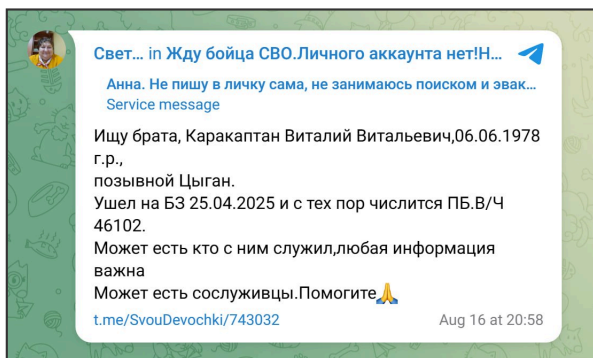 Свет... in Жду бойца СВО.Личного аккаунта нет!Н...
Анна. Не пишу в личку сама, не занимаюсь поиском и эвак...
Service message
Ищу брата, Каракаптан Виталий Витальевич,06.06.1978
г.р.,
позывной Цыган.
Ушел на БЗ 25.04.2025 и с тех пор числится ПБ.В/Ч
46102.
Может есть кто с ним служил,любая информация
важна
Может есть сослуживцы.Помогите🙏
t.me/SvouDevochki/743032
Aug 16 at 20:58